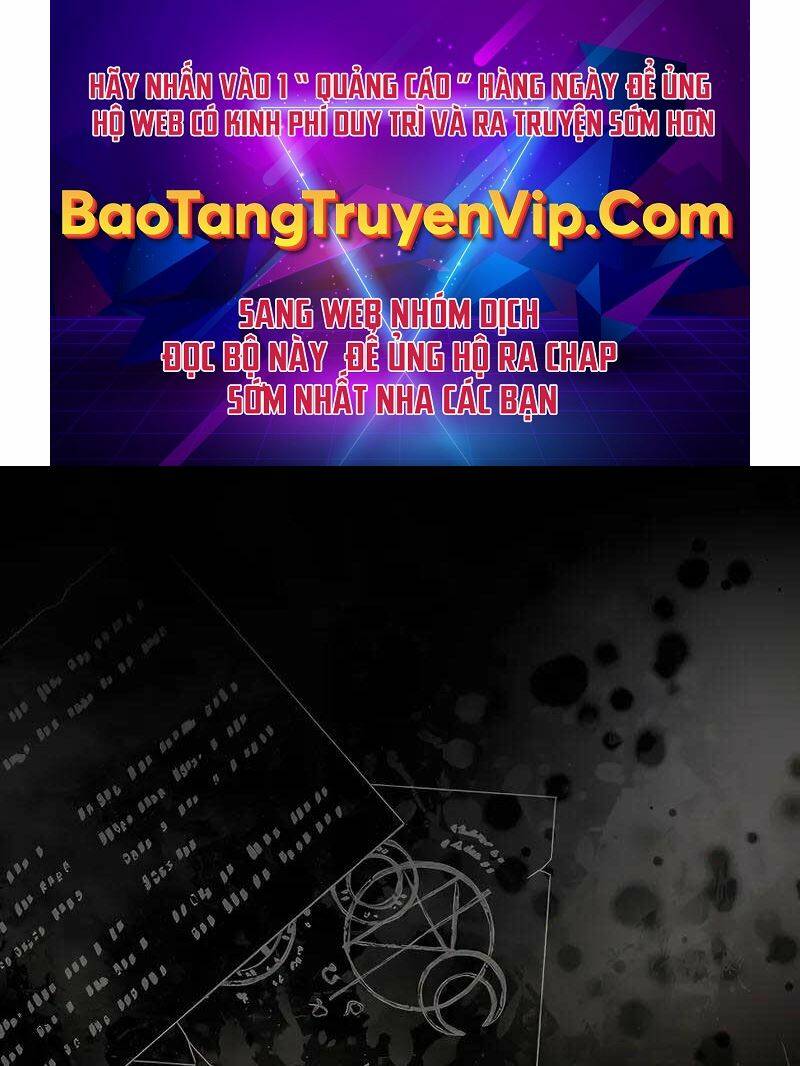 HÃY NHẤN VÀO 1 “ QUẢNG CÁO ” HÀNG NGÀY ĐỂ ỦNG
HỘ WEB CÓ KINH PHÍ DUY TRÌ VÀ RA TRUYỆN SỚM HƠN
BaoTangTruyenVip.Com
SANG WEB NHÓM DỊCH
ĐỌC BỘ NÀY ĐỂ ỦNG HỘ RA CHAP
SỚM NHẤT NHA CÁC BẠN